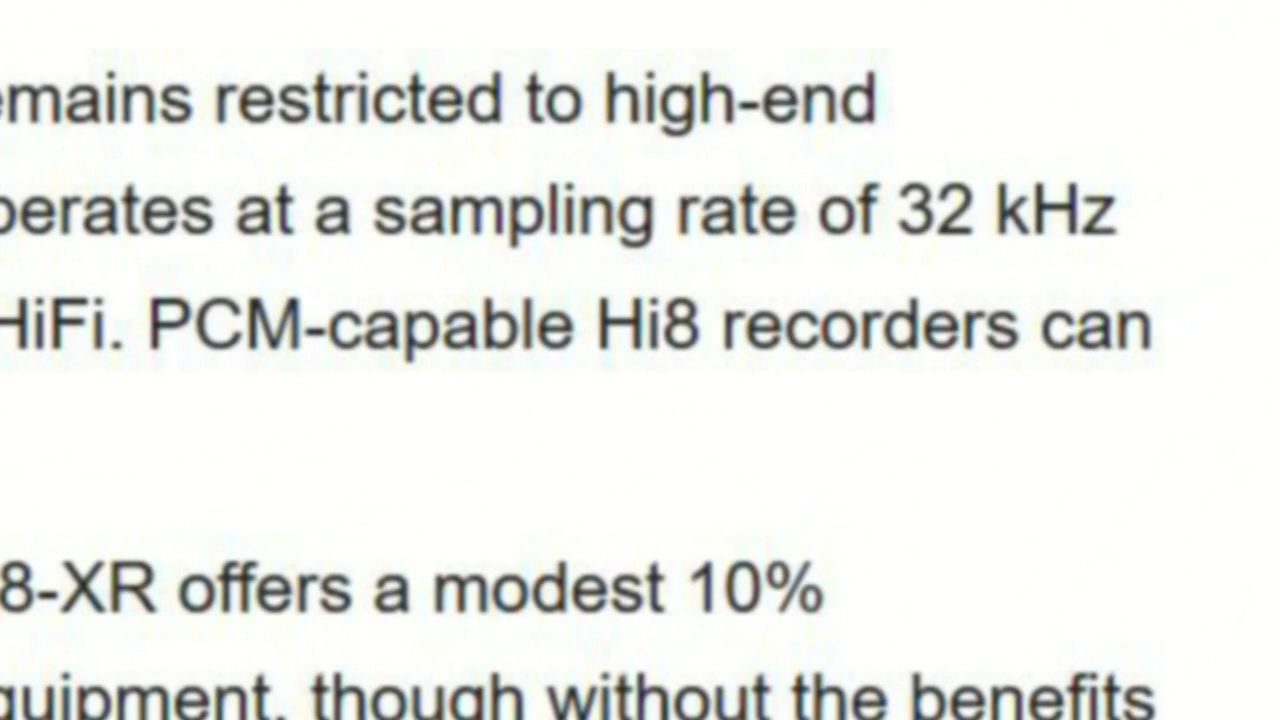 emains restricted to high-end
perates at a sampling rate of 32 kHz
HiFi. PCM-capable Hi8 recorders can
8-XR offers a modest 10%
quipment, though without the benefits